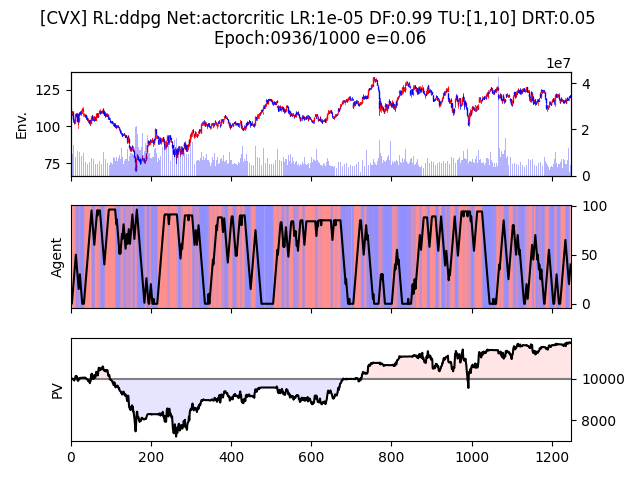 [CVX] RL:ddpg Net:actorcritic LR:1e-05 DF:0.99 TU:[1,10] DRT:0.05
Epoch:0936/1000 e=0.06
1e7
Env.
125
100
75
4
2
0
Agent
100
50
0
PV
10000
8000
0 200 400 600 800 1000 1200